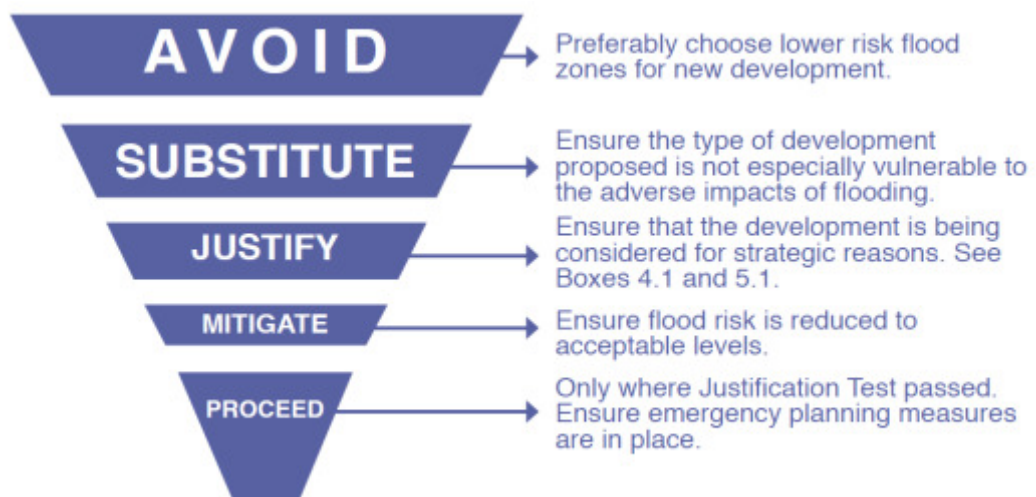 AVOID
Preferably choose lower risk flood
zones for new development.
SUBSTITUTE
Ensure the type of development
proposed is not especially vulnerable to
the adverse impacts of flooding.
JUSTIFY
Ensure that the development is being
considered for strategic reasons. See
Boxes 4.1 and 5.1.
MITIGATE
Ensure flood risk is reduced to
acceptable levels.
PROCEED
Only where Justification Test passed.
Ensure emergency planning measures
are in place.